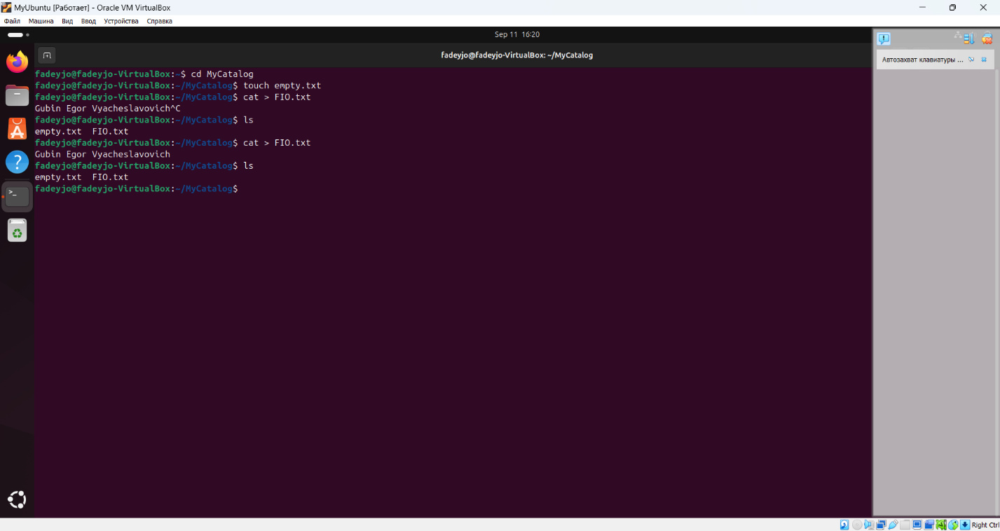 MyUbuntu [Работает] - Oracle VM VirtualBox
Файл Машина Вид Ввод Устройства Справка
Sep 11 16:20
fadeyjo@fadeyjo-VirtualBox: ~/MyCatalog
Автозахват клавиатуры ...
fadeyjo@fadeyjo-VirtualBox:~$ cd MyCatalog
fadeyjo@fadeyjo-VirtualBox:~/MyCatalog$ touch empty.txt
fadeyjo@fadeyjo-VirtualBox:~/MyCatalog$ cat > FIO.txt
Gubin Egor Vyacheslavovich^C
fadeyjo@fadeyjo-VirtualBox:~/MyCatalog$ ls
empty.txt  FIO.txt
fadeyjo@fadeyjo-VirtualBox:~/MyCatalog$ cat > FIO.txt
Gubin Egor Vyacheslavovich
fadeyjo@fadeyjo-VirtualBox:~/MyCatalog$ ls
empty.txt  FIO.txt
fadeyjo@fadeyjo-VirtualBox:~/MyCatalog$
Right Ctrl